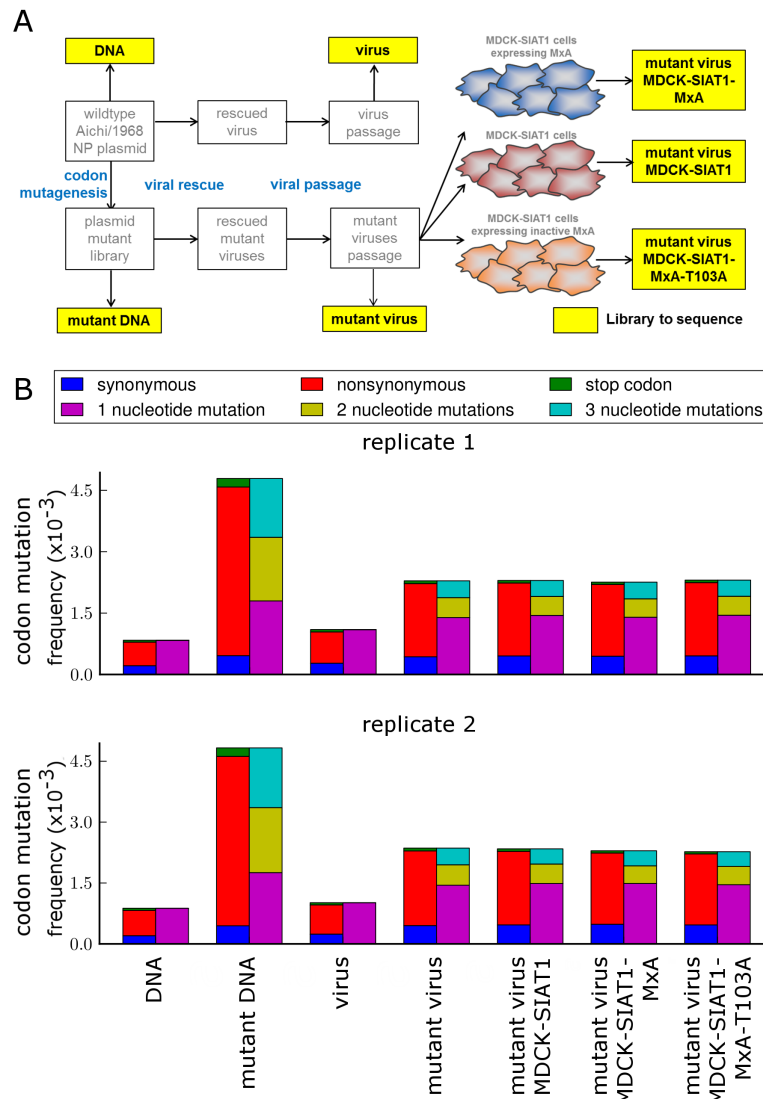 A
DNA
virus
wildtype
Aichi/1968
NP plasmid
rescued
virus
virus
passage
codon
mutagenesis
viral rescue
viral passage
plasmid
mutant
library
rescued
mutant
viruses
mutant
viruses
passage
mutant DNA
mutant virus
MDCK-SIAT1 cells
expressing MxA
mutant virus
MDCK-SIAT1-
MxA
MDCK-SIAT1 cells
mutant virus
MDCK-SIAT1
MDCK-SIAT1 cells
expressing inactive MxA
mutant virus
MDCK-SIAT1-
MxA-T103A
Library to sequence
B
synonymous
nonsynonymous
stop codon
1 nucleotide mutation
2 nucleotide mutations
3 nucleotide mutations
replicate 1
codon mutation
frequency (x10⁻³)
4.5
3.0
1.5
0.0
replicate 2
codon mutation
frequency (x10⁻³)
4.5
3.0
1.5
0.0
DNA
mutant DNA
virus
mutant virus
mutant virus
MDCK-SIAT1
mutant virus
MDCK-SIAT1-
MxA
mutant virus
MDCK-SIAT1-
MxA-T103A